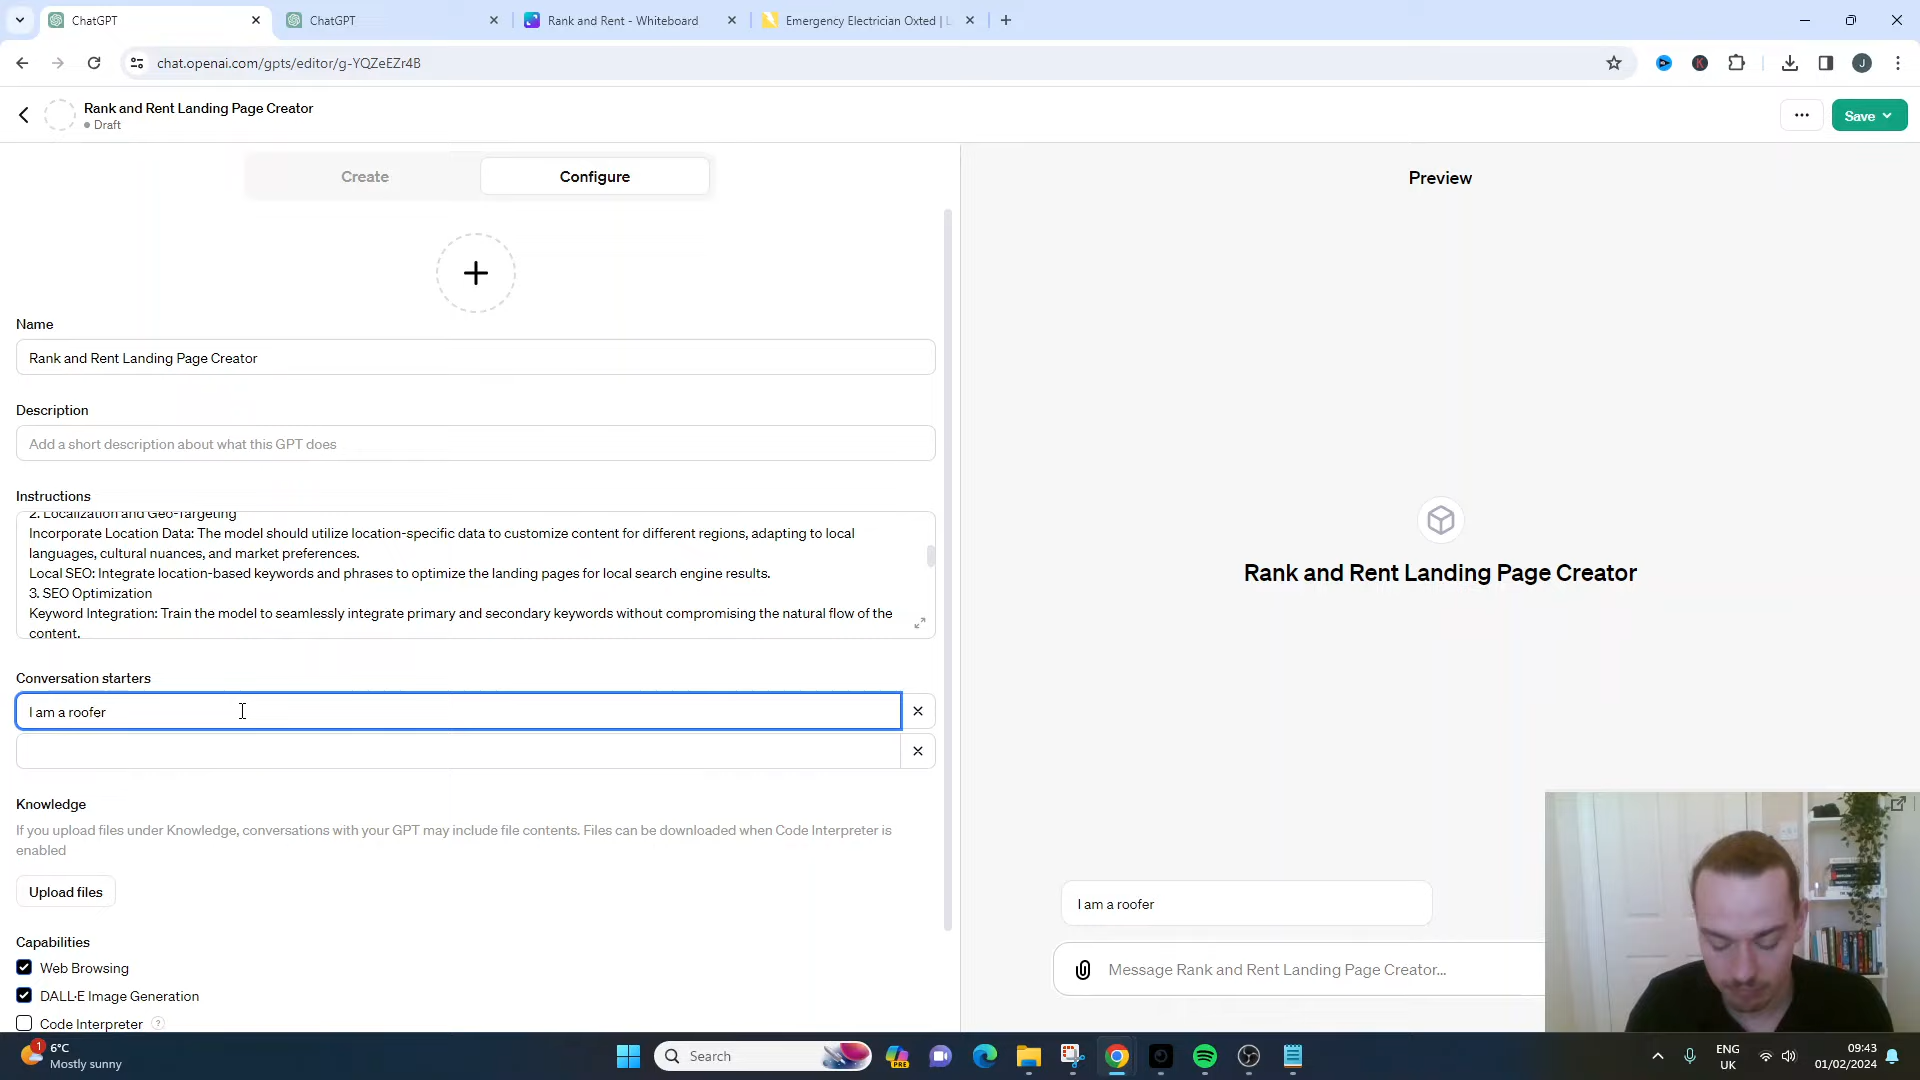 ChatGPT
ChatGPT
Rank and Rent - Whiteboard
Emergency Electrician Oxted | L
chat.openai.com/gpts/editor/g-YQZeEZr4B
J
Rank and Rent Landing Page Creator
Draft
Save
Create
Configure
Preview
Name
Rank and Rent Landing Page Creator
Description
Add a short description about what this GPT does
Instructions
2. Localization and Geo-Targeting
Incorporate Location Data: The model should utilize location-specific data to customize content for different regions, adapting to local
languages, cultural nuances, and market preferences.
Local SEO: Integrate location-based keywords and phrases to optimize the landing pages for local search engine results.
3. SEO Optimization
Keyword Integration: Train the model to seamlessly integrate primary and secondary keywords without compromising the natural flow of the
content.
Rank and Rent Landing Page Creator
Conversation starters
I am a roofer
Knowledge
If you upload files under Knowledge, conversations with your GPT may include file contents. Files can be downloaded when Code Interpreter is
enabled
Upload files
I am a roofer
Message Rank and Rent Landing Page Creator...
Capabilities
Web Browsing
DALL·E Image Generation
Code Interpreter ?
1
6°C
Mostly sunny
Search
PRE
ENG
UK
09:43
01/02/2024